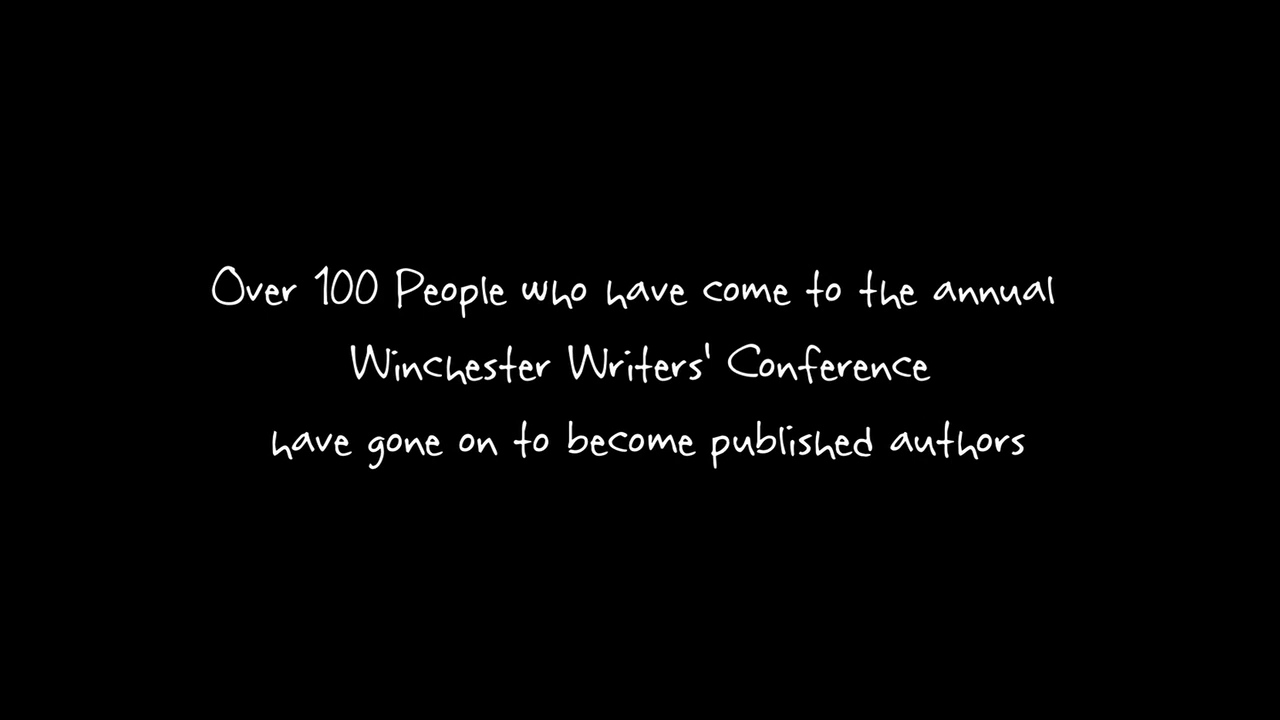 Over 100 People who have come to the annual
Winchester Writers' Conference
have gone on to become published authors